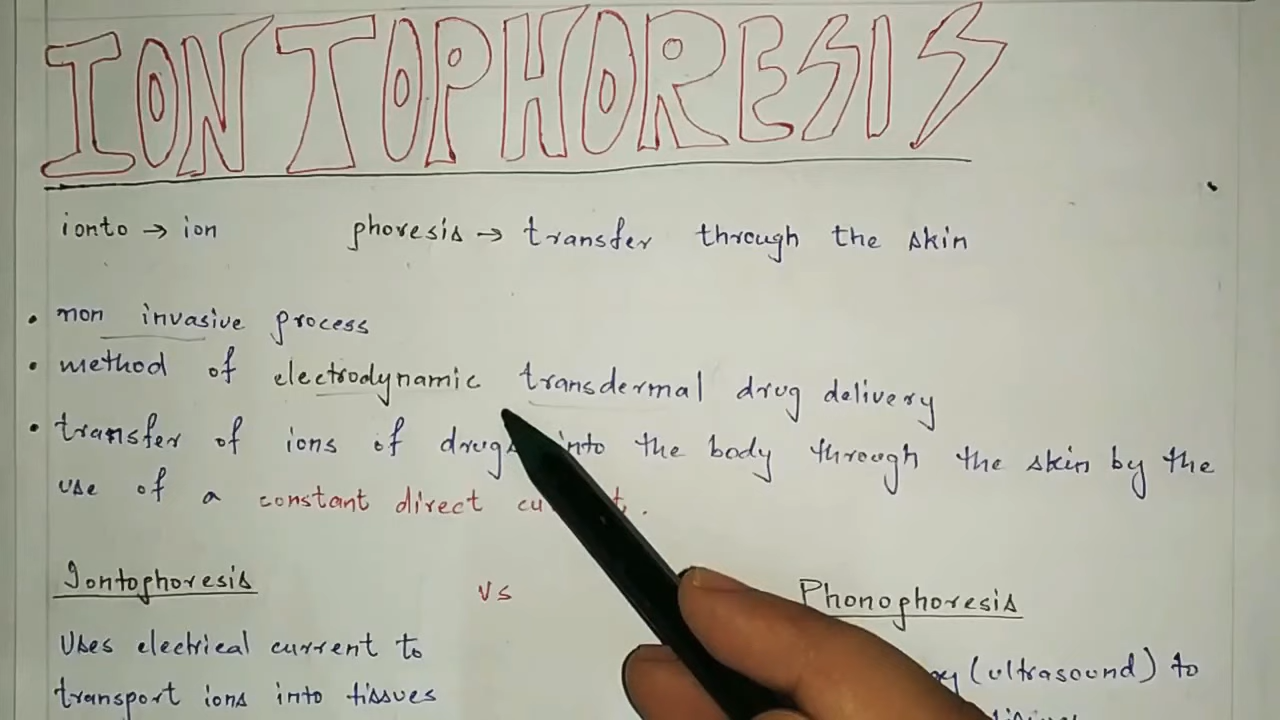 IONTOPHORESIS
ionto → ion phoresis → transfer through the skin
• non invasive process
• method of electrodynamic transdermal drug delivery
• transfer of ions of drugs into the body through the skin by the
use of a constant direct
Iontophoresis vs Phonophoresis
Uses electrical current to (ultrasound) to
transport ions into tissues